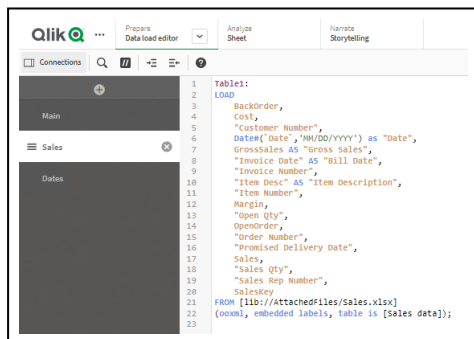 Qlik
Prepare
Data load editor
Analyze
Sheet
Narrate
Storytelling
Connections
Main
Sales
Dates
1 Table1:
2 LOAD
3 BackOrder,
4 Cost,
5 "Customer Number",
6 Date#(`Date`,'MM/DD/YYYY') as "Date",
7 GrossSales AS "Gross Sales",
8 "Invoice Date" AS "Bill Date",
9 "Invoice Number",
10 "Item Desc" AS "Item Description",
11 "Item Number",
12 Margin,
13 "Open Qty",
14 OpenOrder,
15 "Order Number",
16 "Promised Delivery Date",
17 Sales,
18 "Sales Qty",
19 "Sales Rep Number",
20 SalesKey
21 FROM [lib://AttachedFiles/Sales.xlsx]
22 (ooxml, embedded labels, table is [Sales data]);
23